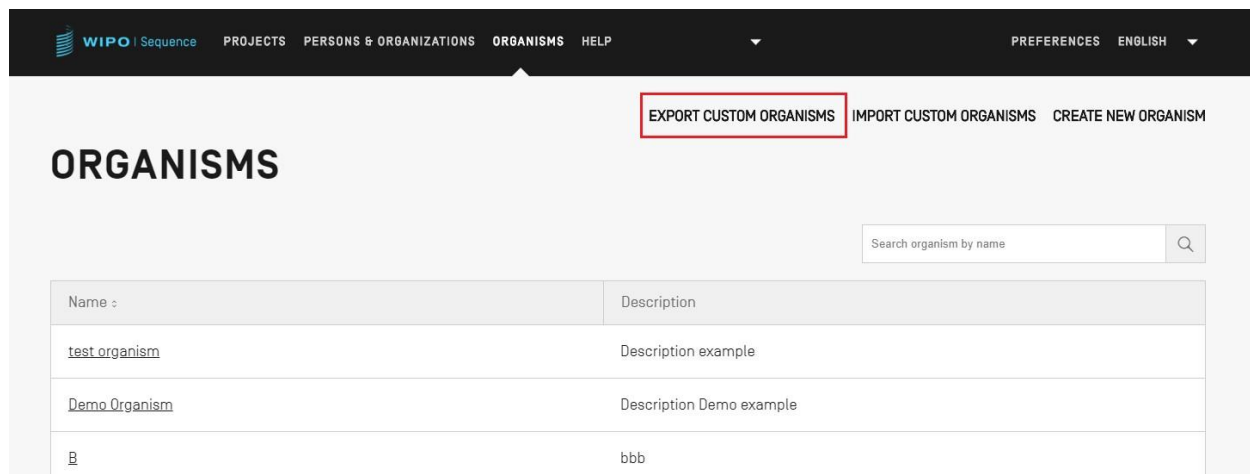 WIPO | Sequence PROJECTS PERSONS & ORGANIZATIONS ORGANISMS HELP PREFERENCES ENGLISH
EXPORT CUSTOM ORGANISMS IMPORT CUSTOM ORGANISMS CREATE NEW ORGANISM
ORGANISMS
Search organism by name
Name Description
test organism Description example
Demo Organism Description Demo example
B bbb